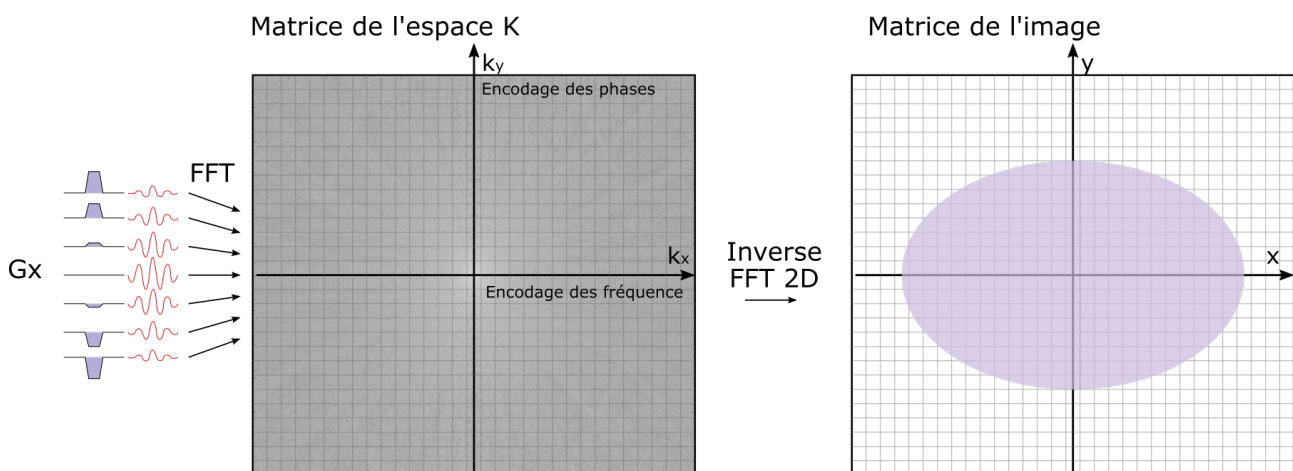 Matrice de l'espace K
Matrice de l'image
ky
Encodage des phases
y
FFT
Gx
kx
Encodage des fréquence
Inverse
FFT 2D
x